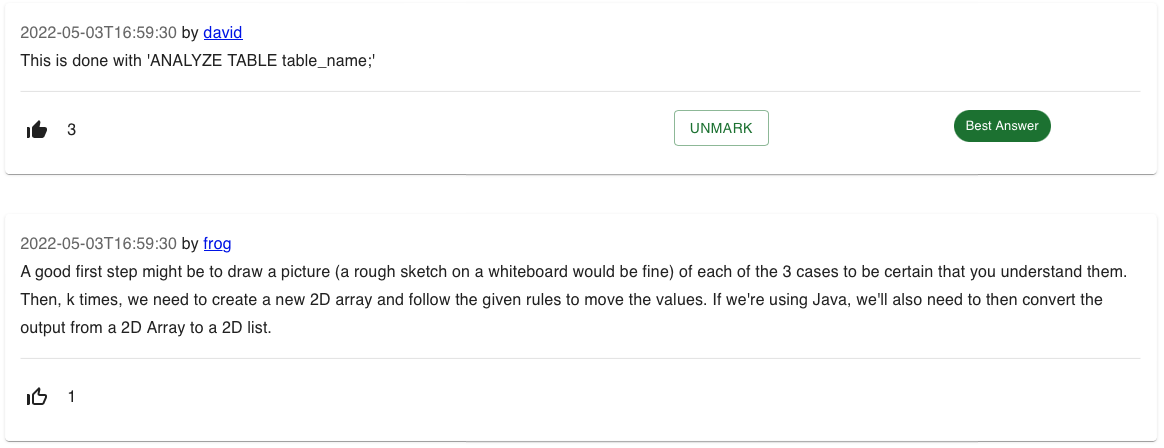 2022-05-03T16:59:30 by david
This is done with 'ANALYZE TABLE table_name;'
3
UNMARK
Best Answer
2022-05-03T16:59:30 by frog
A good first step might be to draw a picture (a rough sketch on a whiteboard would be fine) of each of the 3 cases to be certain that you understand them.
Then, k times, we need to create a new 2D array and follow the given rules to move the values. If we're using Java, we'll also need to then convert the
output from a 2D Array to a 2D list.
1